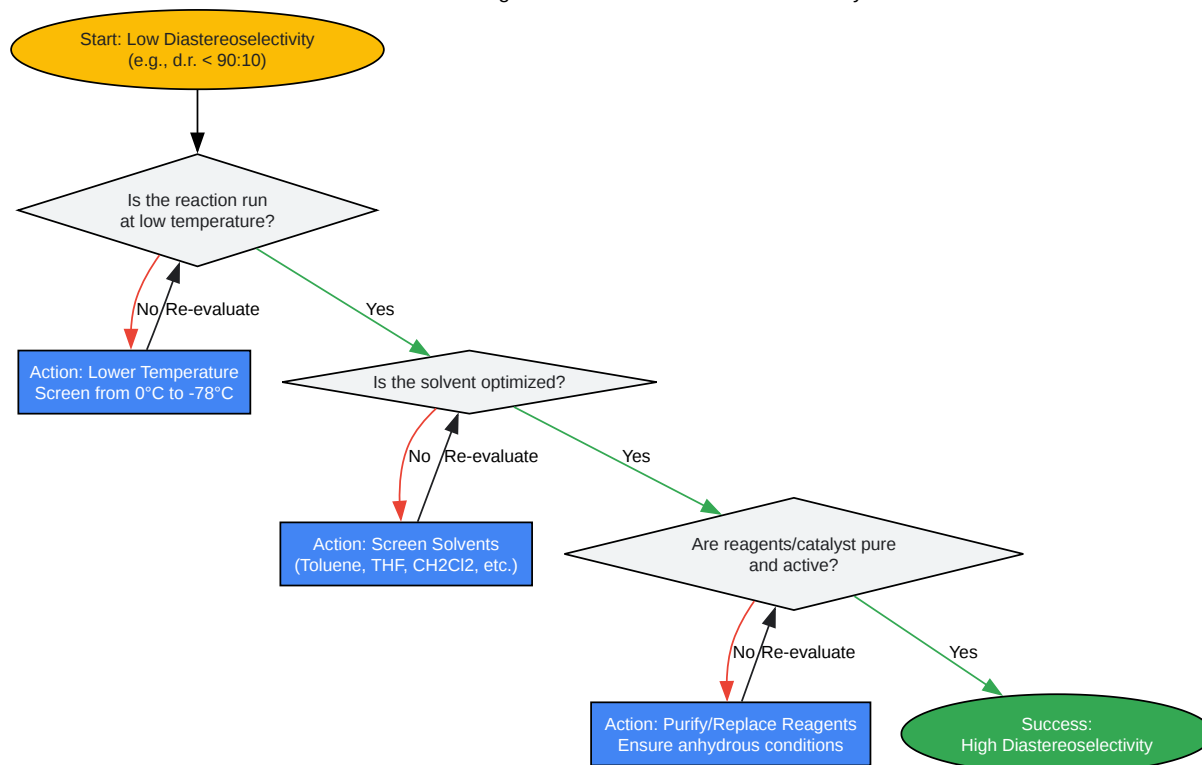 Start: Low Diastereoselectivity
(e.g., d.r. < 90:10)
Is the reaction run
at low temperature?
No
Re-evaluate
Yes
Action: Lower Temperature
Screen from 0°C to -78°C
Is the solvent optimized?
No
Re-evaluate
Yes
Action: Screen Solvents
(Toluene, THF, CH2Cl2, etc.)
Are reagents/catalyst pure
and active?
No
Re-evaluate
Yes
Action: Purify/Replace Reagents
Ensure anhydrous conditions
Success:
High Diastereoselectivity